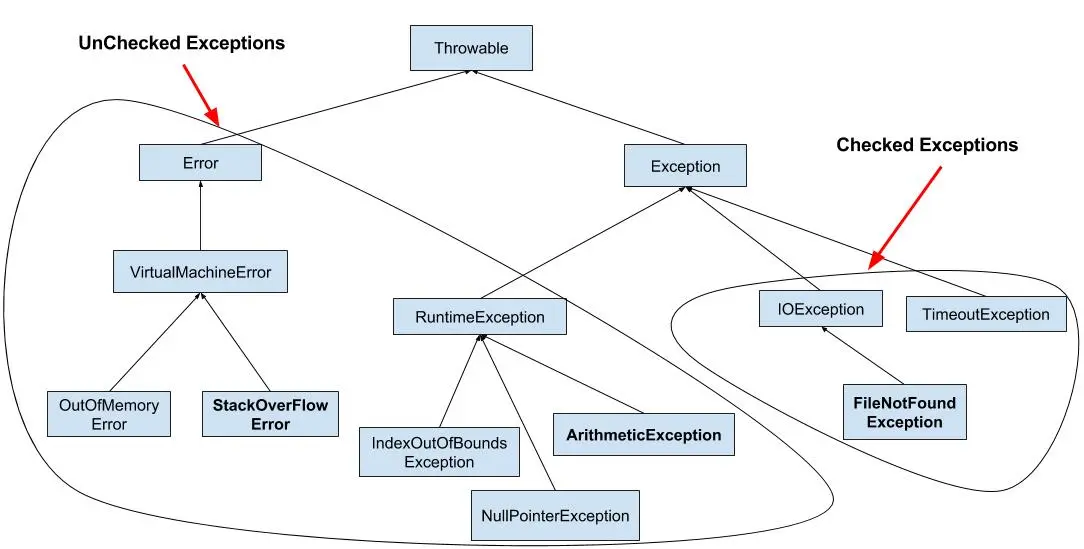 UnChecked Exceptions
Throwable
Error
Exception
Checked Exceptions
VirtualMachineError
RuntimeException
IOException
TimeoutException
OutOfMemory
Error
StackOverFlow
Error
IndexOutOfBounds
Exception
ArithmeticException
FileNotFound
Exception
NullPointerException